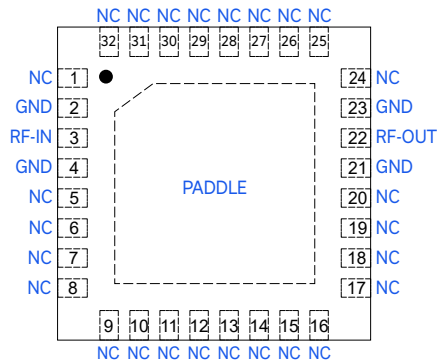 NC NC NC NC NC NC NC NC
32 31 30 29 28 27 26 25
NC 1 24 NC
GND 2 23 GND
RF-IN 3 22 RF-OUT
GND 4 21 GND
NC 5 20 NC
PADDLE
NC 6 19 NC
NC 7 18 NC
NC 8 17 NC
9 10 11 12 13 14 15 16
NC NC NC NC NC NC NC NC